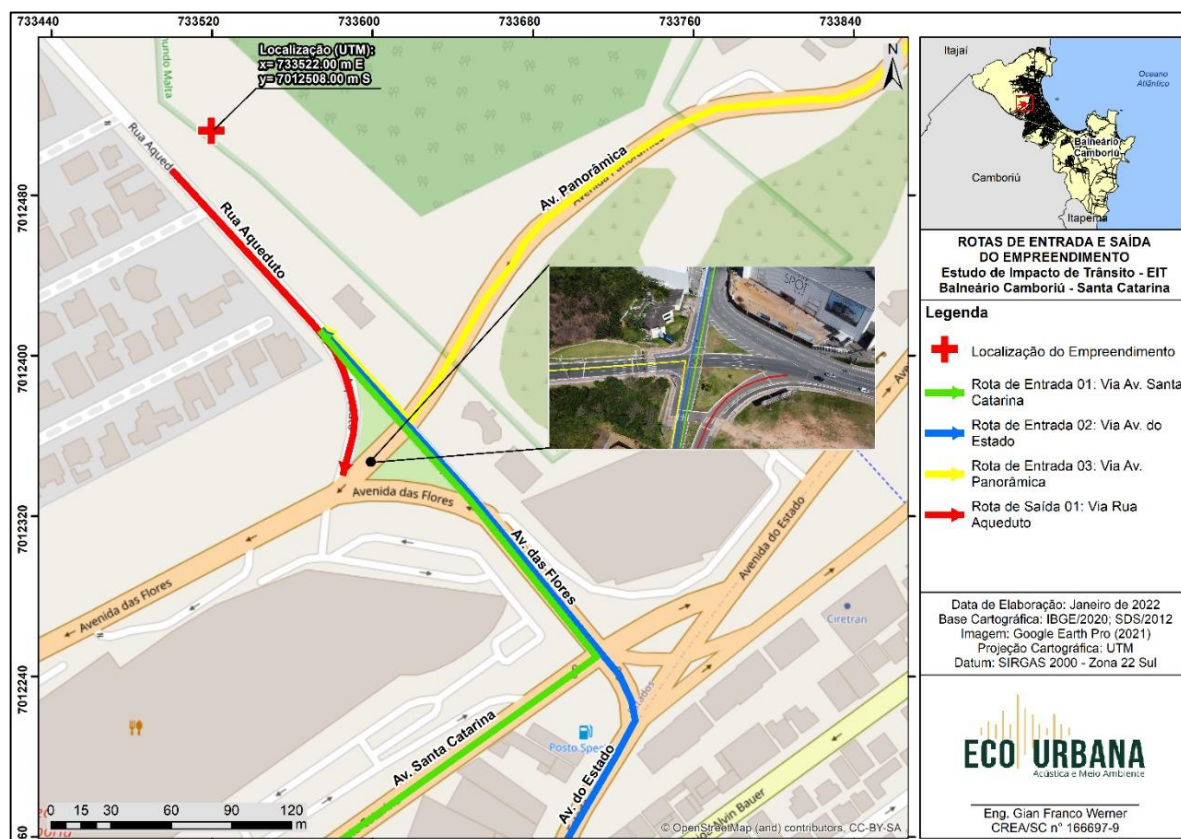 733440
733520
733600
733680
733760
733840
7012480
7012400
7012320
7012240
60
Localização (UTM):
x= 733522.00 m E
y= 7012508.00 m S
N
Rua Aqued
Rua Aqueduto
Av. Panorâmica
SPOT
Avenida das Flores
Avenida das Flores
Av. das Flores
Avenida do Estado
Av. Santa Catarina
Av. do Estado
Ciretran
Posto Spec
Alvin Bauer
0 15 30 60 90 120
m
© OpenStreetMap (and) contributors, CC-BY-SA
Itajaí
Oceano
Atlântico
Balneário
Camboriú
Camboriú
Itapema
ROTAS DE ENTRADA E SAÍDA
DO EMPREENDIMENTO
Estudo de Impacto de Trânsito - EIT
Balneário Camboriú - Santa Catarina
Legenda
Localização do Empreendimento
Rota de Entrada 01: Via Av. Santa
Catarina
Rota de Entrada 02: Via Av. do
Estado
Rota de Entrada 03: Via Av.
Panorâmica
Rota de Saída 01: Via Rua
Aqueduto
Data de Elaboração: Janeiro de 2022
Base Cartográfica: IBGE/2020; SDS/2012
Imagem: Google Earth Pro (2021)
Projeção Cartográfica: UTM
Datum: SIRGAS 2000 - Zona 22 Sul
ECO URBANA
Acústica e Meio Ambiente
Eng. Gian Franco Werner
CREA/SC n° 166697-9